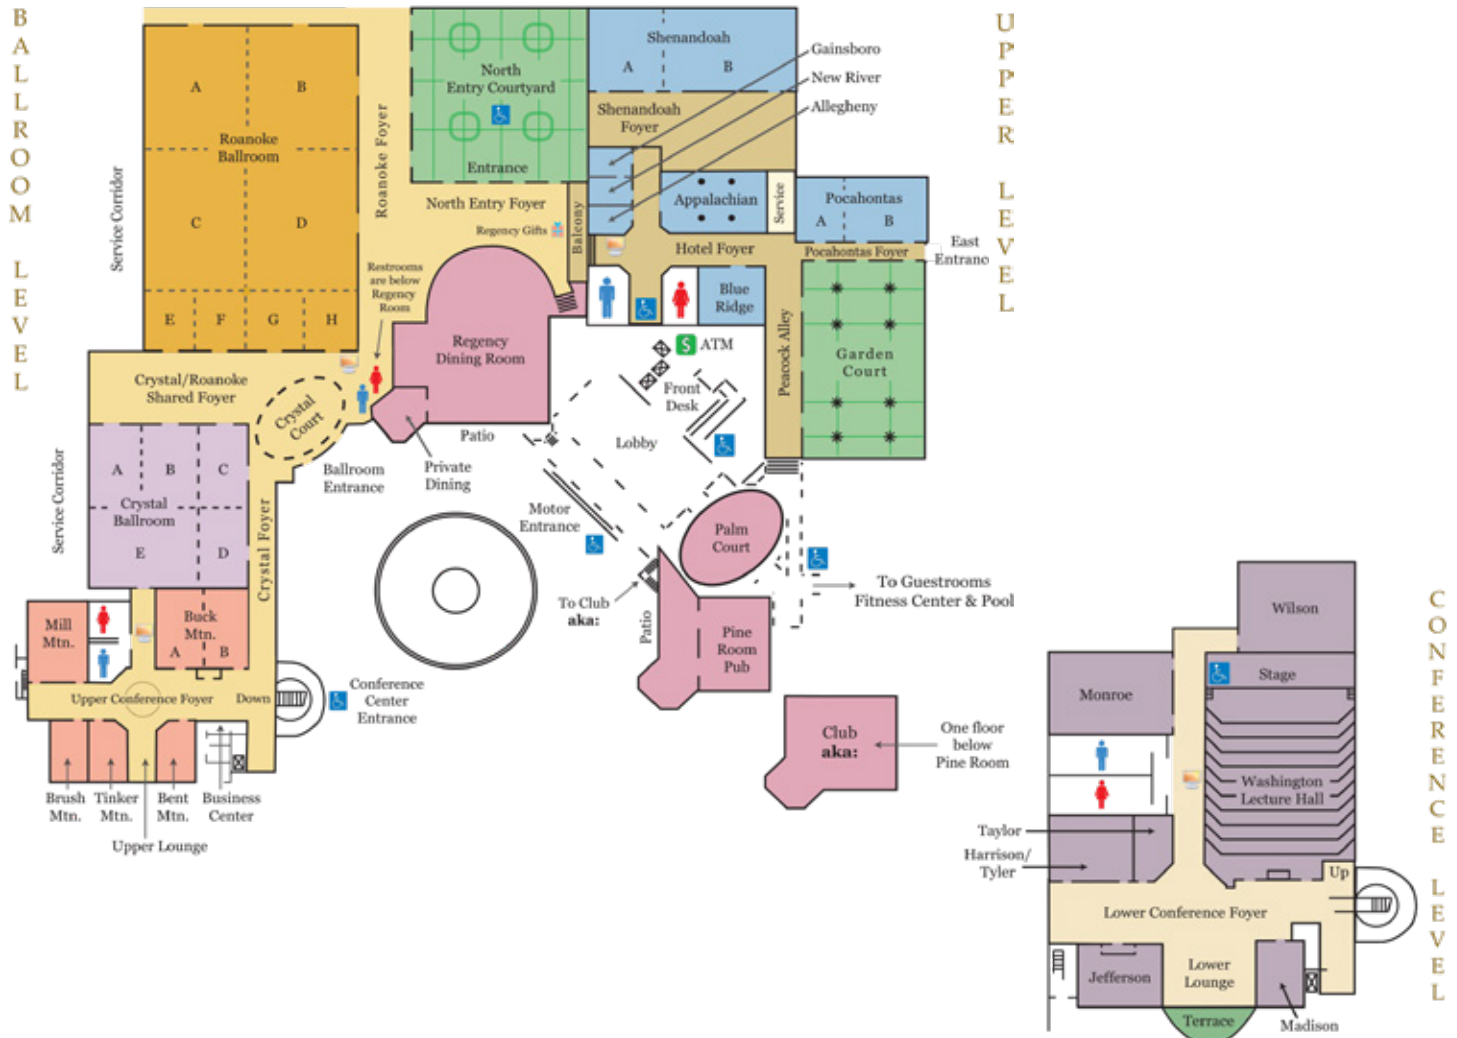 BALLROOM LEVEL
UPPER LEVEL
CONFERENCE LEVEL
A
B
Roanoke
Ballroom
C
D
E
F
G
H
Service Corridor
Roanoke Foyer
North
Entry Courtyard
Entrance
North Entry Foyer
Regency Gifts
Balcony
Shenandoah
A
B
Shenandoah
Foyer
Gainsboro
New River
Allegheny
Appalachian
Service
Pocahontas
A
B
Hotel Foyer
Pocahontas Foyer
East
Entranc
Blue
Ridge
Peacock Alley
Garden
Court
Restrooms
are below
Regency
Room
Regency
Dining Room
$ ATM
Front
Desk
Lobby
Crystal/Roanoke
Shared Foyer
Crystal
Court
Patio
Private
Dining
Ballroom
Entrance
Service Corridor
A
B
C
Crystal
Ballroom
E
D
Crystal Foyer
Motor
Entrance
Palm
Court
To Guestrooms
Fitness Center & Pool
To Club
aka:
Patio
Pine
Room
Pub
Mill
Mtn.
Buck
Mtn.
A
B
Upper Conference Foyer
Down
Conference
Center
Entrance
Club
aka:
One floor
below
Pine Room
Brush
Mtn.
Tinker
Mtn.
Bent
Mtn.
Business
Center
Upper Lounge
Wilson
Monroe
Stage
Washington
Lecture Hall
Taylor
Harrison/
Tyler
Up
Lower Conference Foyer
Jefferson
Lower
Lounge
Terrace
Madison